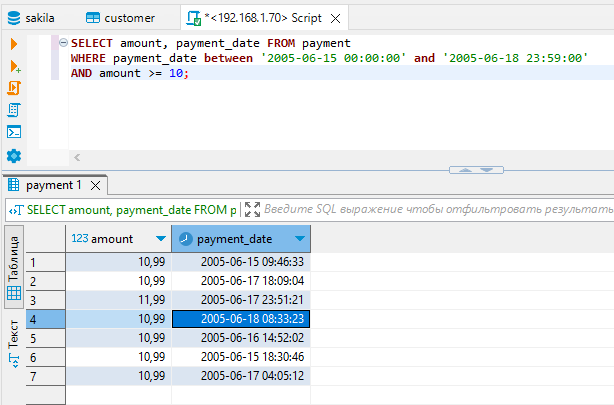 sakila customer *<192.168.1.70> Script
SELECT amount, payment_date FROM payment
WHERE payment_date between '2005-06-15 00:00:00' and '2005-06-18 23:59:00'
AND amount >= 10;
payment 1
SELECT amount, payment_date FROM p Введите SQL выражение чтобы отфильтровать результаты
Таблица
Текст
123 amount payment_date
1 10,99 2005-06-15 09:46:33
2 10,99 2005-06-17 18:09:04
3 11,99 2005-06-17 23:51:21
4 10,99 2005-06-18 08:33:23
5 10,99 2005-06-16 14:52:02
6 10,99 2005-06-15 18:30:46
7 10,99 2005-06-17 04:05:12